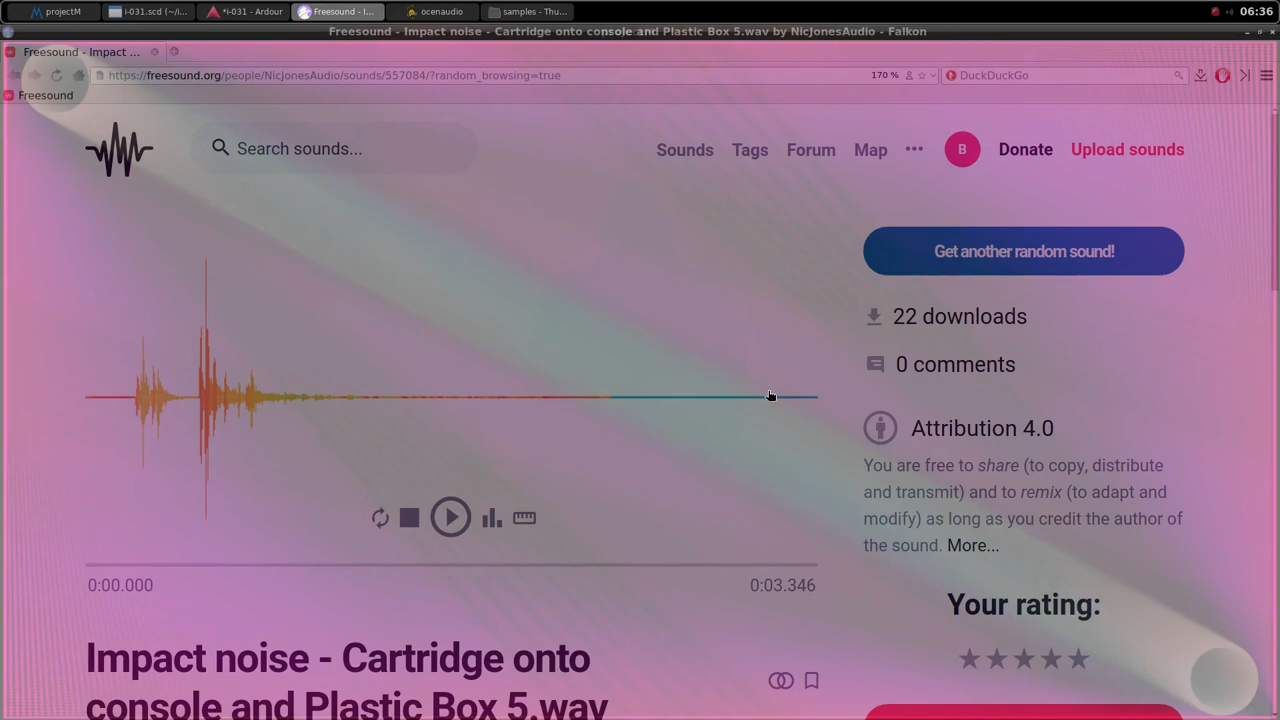 projectM
i-031.scd (~/i...
*i-031 - Ardour
Freesound - I...
ocenaudio
samples - Thu...
06:36
Freesound - Impact noise - Cartridge onto console and Plastic Box 5.wav by NicJonesAudio - Falkon
Freesound - Impact ...
https://freesound.org/people/NicJonesAudio/sounds/557084/?random_browsing=true
170 %
DuckDuckGo
Freesound
Search sounds...
Sounds
Tags
Forum
Map
B
Donate
Upload sounds
Get another random sound!
22 downloads
0 comments
Attribution 4.0
You are free to share (to copy, distribute
and transmit) and to remix (to adapt and
modify) as long as you credit the author of
the sound. More...
0:00.000
0:03.346
Your rating:
Impact noise - Cartridge onto
console and Plastic Box 5.wav